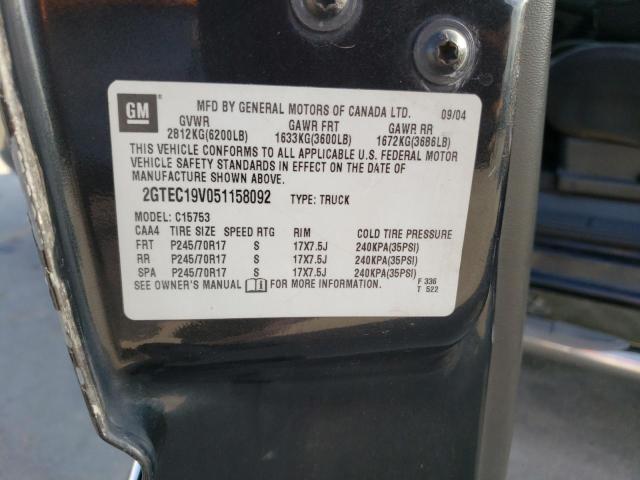 GM
MFD BY GENERAL MOTORS OF CANADA LTD. 09/04
GVWR GAWR FRT GAWR RR
2812KG(6200LB) 1633KG(3600LB) 1672KG(3686LB)
THIS VEHICLE CONFORMS TO ALL APPLICABLE U.S. FEDERAL MOTOR
VEHICLE SAFETY STANDARDS IN EFFECT ON THE DATE OF
MANUFACTURE SHOWN ABOVE.
2GTEC19V051158092 TYPE: TRUCK
MODEL: C15753
CAA4 TIRE SIZE SPEED RTG RIM COLD TIRE PRESSURE
FRT P245/70R17 S 17X7.5J 240KPA(35PSI)
RR P245/70R17 S 17X7.5J 240KPA(35PSI)
SPA P245/70R17 S 17X7.5J 240KPA(35PSI)
SEE OWNER'S MANUAL FOR MORE INFORMATION. F 336
T 522